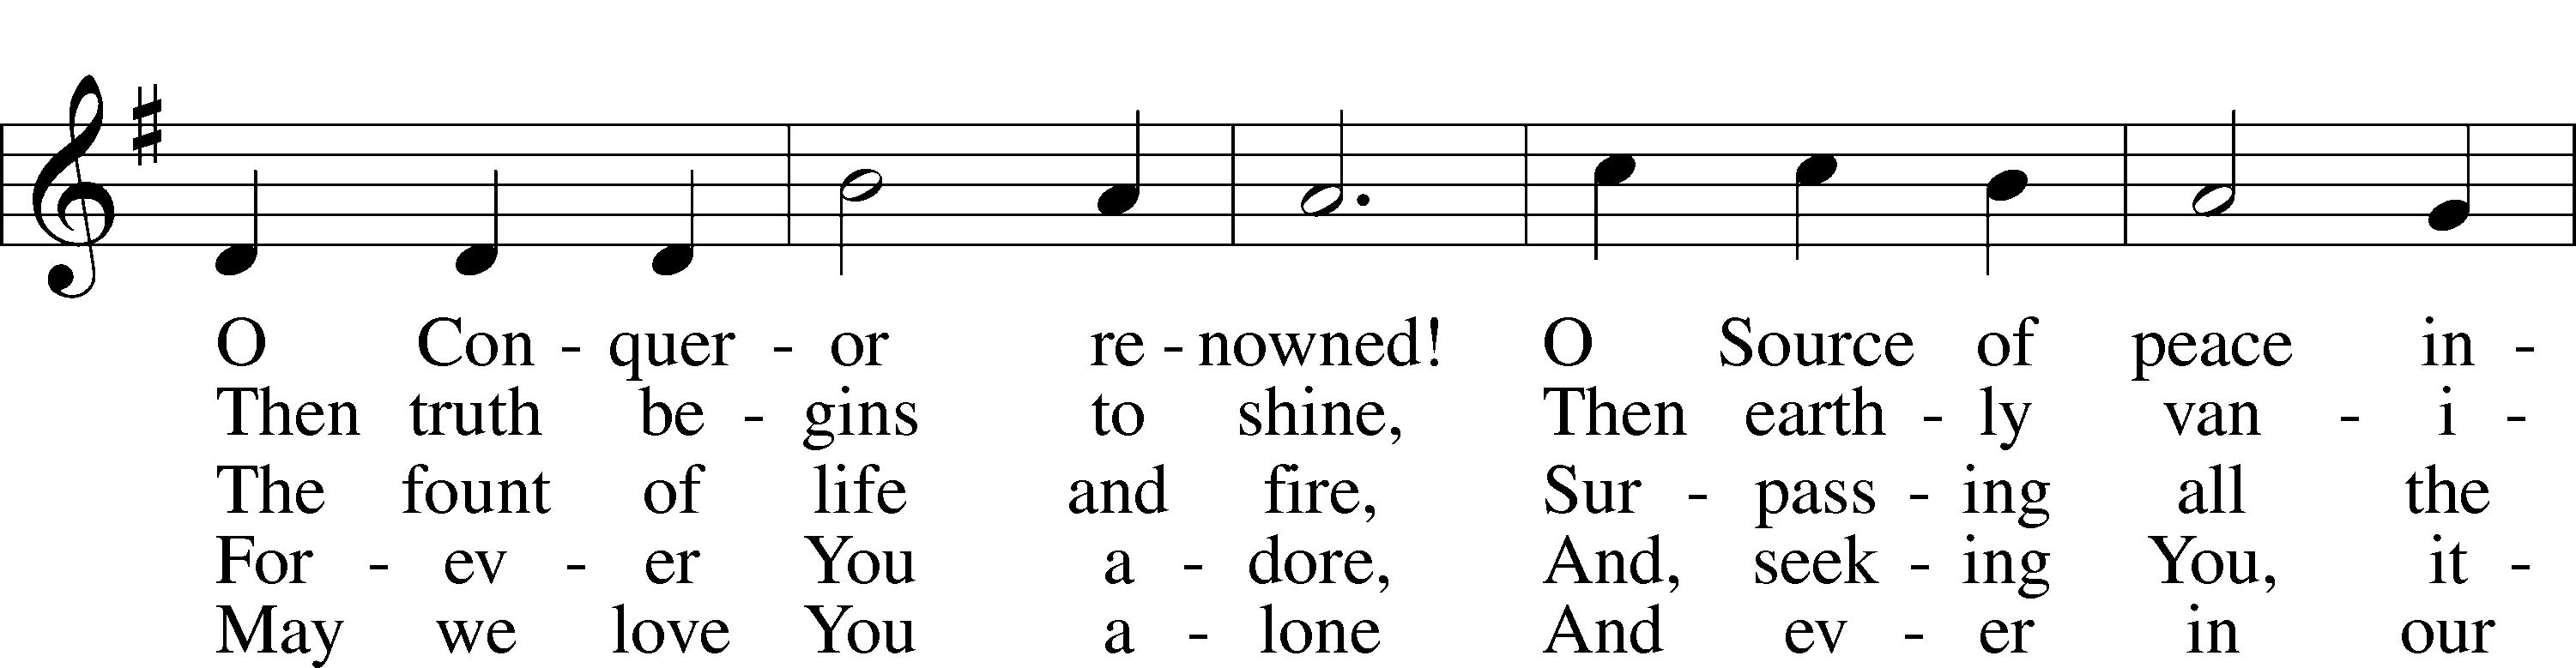 O Con - quer - or re - nowned! O Source of peace in -
Then truth be - gins to shine, Then earth - ly van - i -
The fount of life and fire, Sur - pass - ing all the
For - ev - er You a - dore, And, seek - ing You, it -
May we love You a - lone And ev - er in our